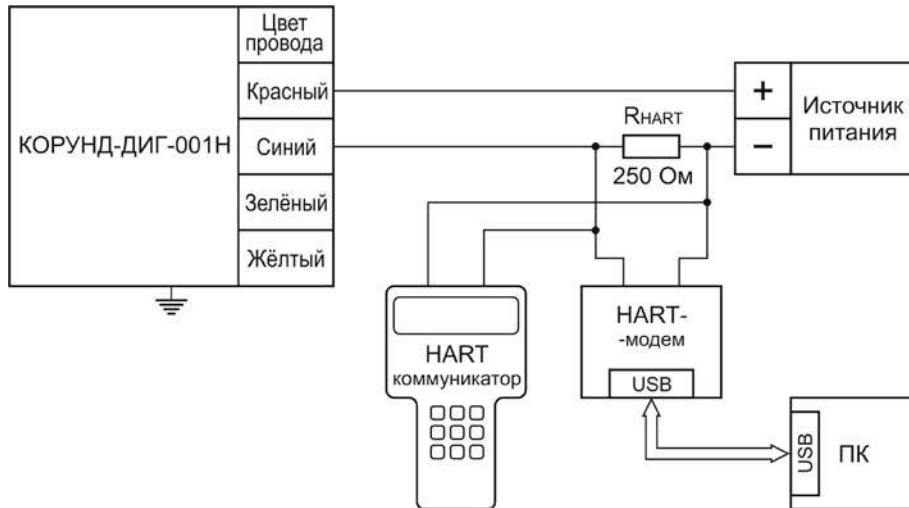 Цвет
провода
Красный
+
Источник
питания
КОРУНД-ДИГ-001Н
Синий
RHART
−
250 Ом
Зелёный
Жёлтый
HART
коммуникатор
HART-
-модем
USB
USB
ПК